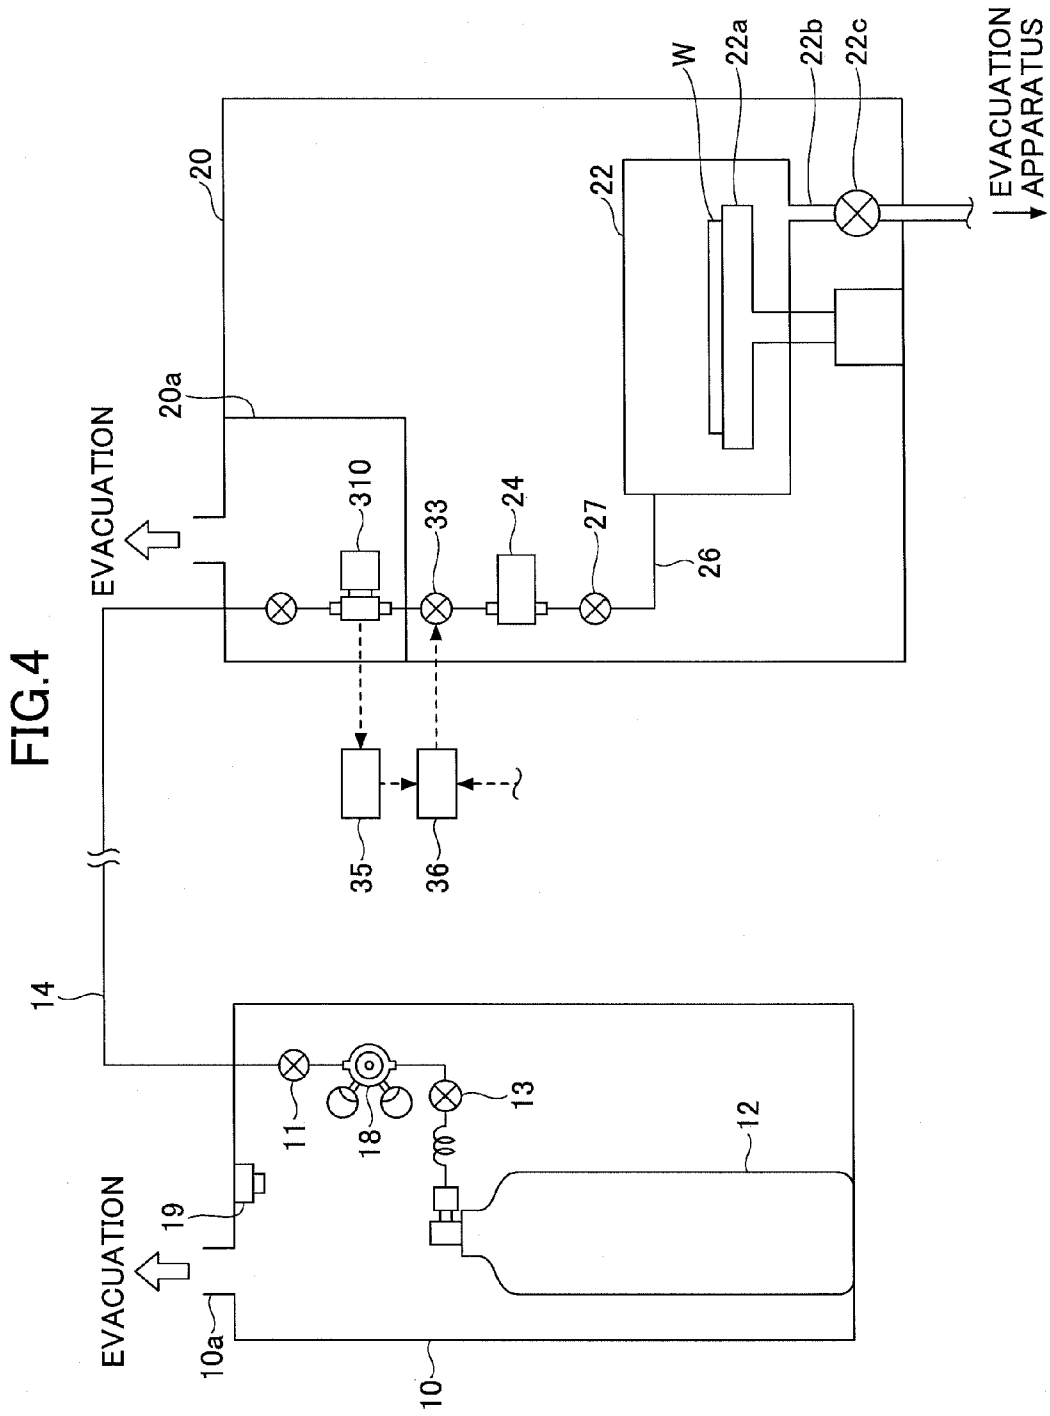 FIG.4
EVACUATION
10a
19
10
11
18
13
12
14
35
36
EVACUATION
20a
20
310
33
24
27
26
22
W
22a
22b
22c
EVACUATION
APPARATUS